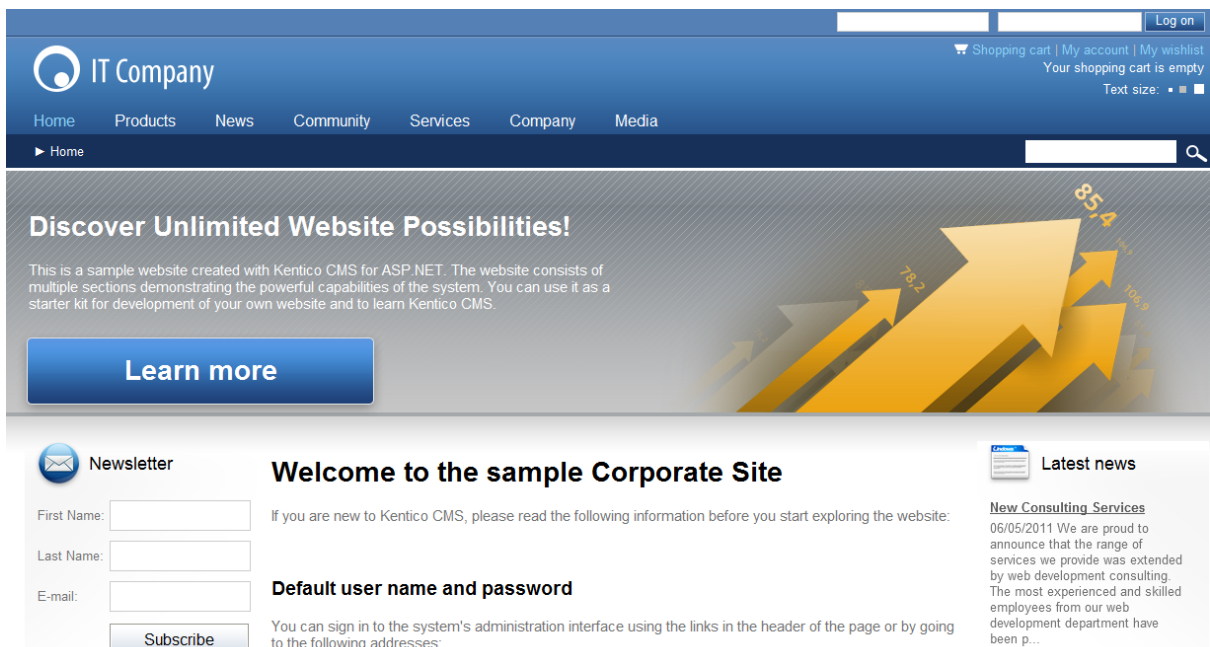 Log on
Shopping cart | My account | My wishlist
Your shopping cart is empty
Text size:
IT Company
Home Products News Community Services Company Media
► Home
Discover Unlimited Website Possibilities!
This is a sample website created with Kentico CMS for ASP.NET. The website consists of
multiple sections demonstrating the powerful capabilities of the system. You can use it as a
starter kit for development of your own website and to learn Kentico CMS.
Learn more
85,4
78,2
106,9
Newsletter
First Name:
Last Name:
E-mail:
Subscribe
Welcome to the sample Corporate Site
If you are new to Kentico CMS, please read the following information before you start exploring the website:
Default user name and password
You can sign in to the system's administration interface using the links in the header of the page or by going
to the following addresses:
Latest news
New Consulting Services
06/05/2011 We are proud to
announce that the range of
services we provide was extended
by web development consulting.
The most experienced and skilled
employees from our web
development department have
been p...